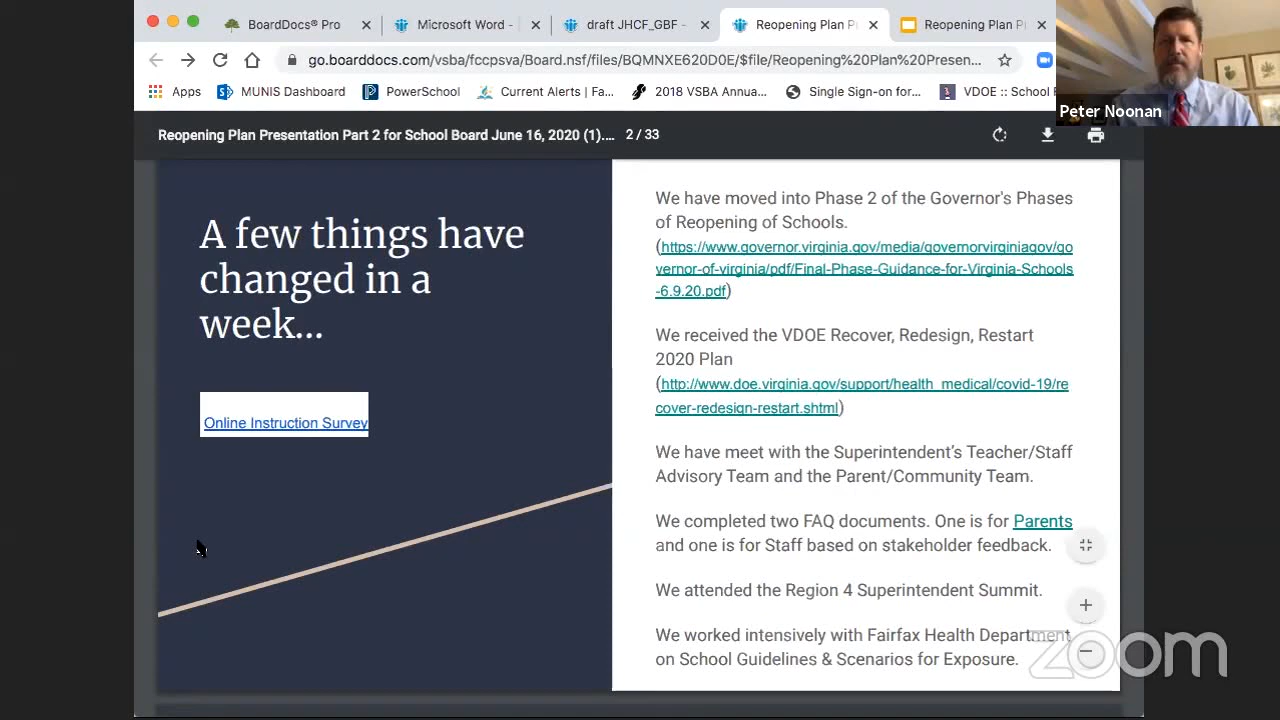 BoardDocs® Pro
Microsoft Word -
draft JHCF_GBF -
Reopening Plan P
Reopening Plan P
go.boarddocs.com/vsba/fccpsva/Board.nsf/files/BQMNXE620D0E/$file/Reopening%20Plan%20Presen...
Apps
MUNIS Dashboard
PowerSchool
Current Alerts | Fa...
2018 VSBA Annua...
Single Sign-on for...
VDOE :: School F
Peter Noonan
Reopening Plan Presentation Part 2 for School Board June 16, 2020 (1).... 2 / 33
A few things have
changed in a
week...
Online Instruction Survey
We have moved into Phase 2 of the Governor's Phases
of Reopening of Schools.
(https://www.governor.virginia.gov/media/governorvirginiagov/go
vernor-of-virginia/pdf/Final-Phase-Guidance-for-Virginia-Schools
-6.9.20.pdf)
We received the VDOE Recover, Redesign, Restart
2020 Plan
(http://www.doe.virginia.gov/support/health_medical/covid-19/re
cover-redesign-restart.shtml)
We have meet with the Superintendent's Teacher/Staff
Advisory Team and the Parent/Community Team.
We completed two FAQ documents. One is for Parents
and one is for Staff based on stakeholder feedback.
We attended the Region 4 Superintendent Summit.
We worked intensively with Fairfax Health Department
on School Guidelines & Scenarios for Exposure.
zoom